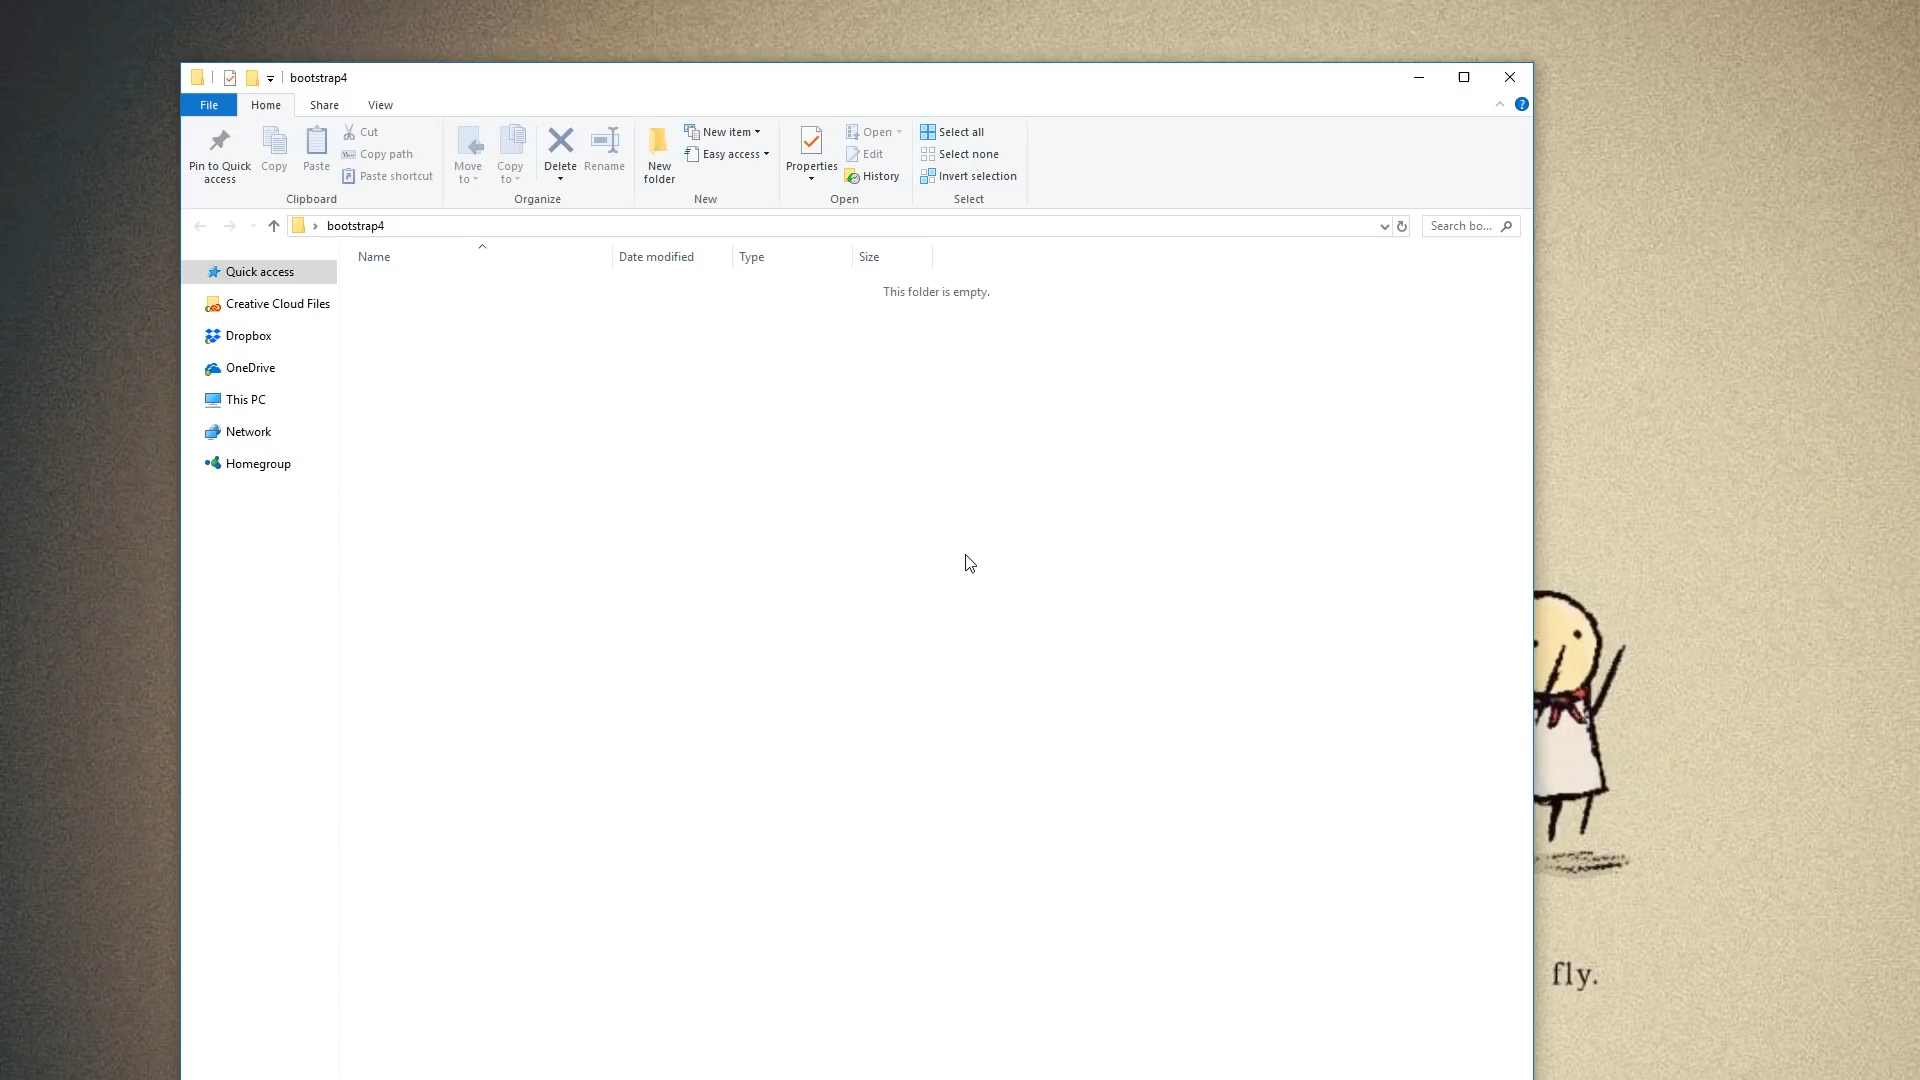 bootstrap4
File Home Share View
Pin to Quick access
Copy
Paste
Cut
Copy path
Paste shortcut
Clipboard
Move to
Copy to
Delete
Rename
Organize
New folder
New item
Easy access
New
Properties
Open
Edit
History
Open
Select all
Select none
Invert selection
Select
bootstrap4
Search bo...
Name Date modified Type Size
This folder is empty.
Quick access
Creative Cloud Files
Dropbox
OneDrive
This PC
Network
Homegroup
fly.